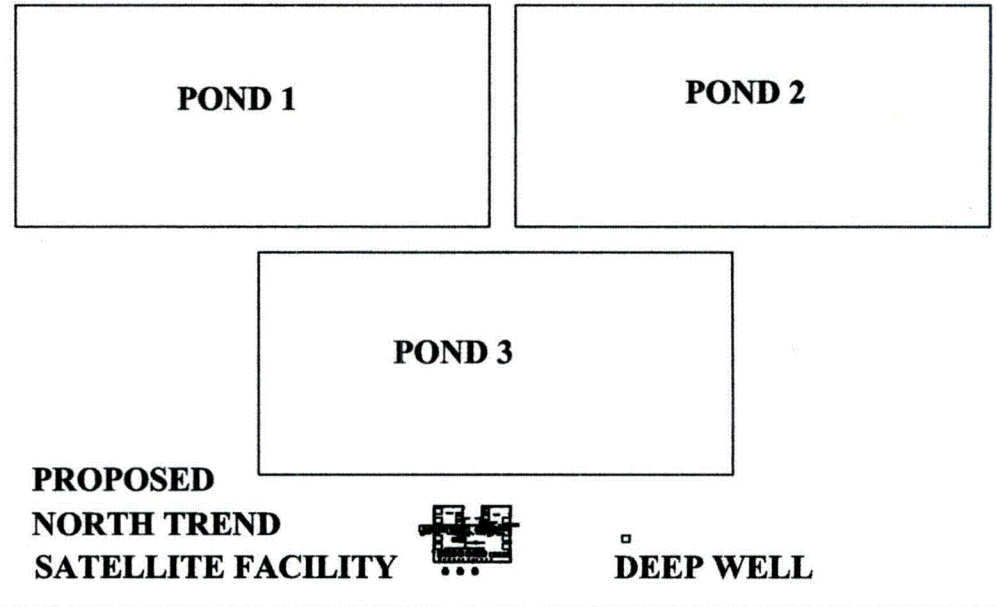 POND 1
POND 2
POND 3
PROPOSED
NORTH TREND
SATELLITE FACILITY
DEEP WELL